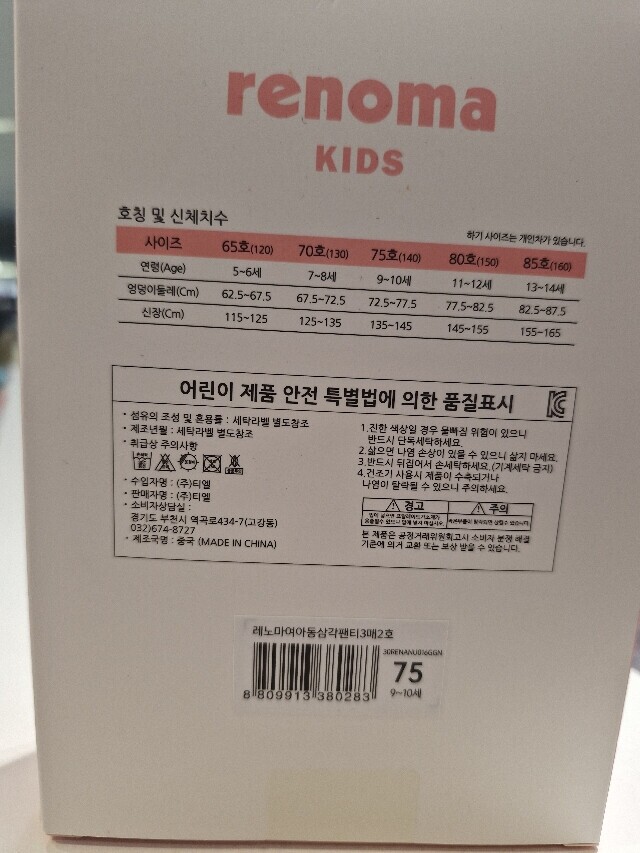 renoma
KIDS
호칭 및 신체치수
하기 사이즈는 개인차가 있습니다.
사이즈 65호(120) 70호(130) 75호(140) 80호(150) 85호(160)
연령(Age) 5~6세 7~8세 9~10세 11~12세 13~14세
엉덩이둘레(Cm) 62.5~67.5 67.5~72.5 72.5~77.5 77.5~82.5 82.5~87.5
신장(Cm) 115~125 125~135 135~145 145~155 155~165
어린이 제품 안전 특별법에 의한 품질표시
· 섬유의 조성 및 혼용률 : 세탁라벨 별도참조
· 제조년월 : 세탁라벨 별도참조
· 취급상 주의사항
· 수입자명 : (주)티엘
· 판매자명 : (주)티엘
· 소비자상담실 :
경기도 부천시 역곡로434-7(고강동)
032)674-8727
· 제조국명 : 중국 (MADE IN CHINA)
1.진한 색상일 경우 물빠짐 위험이 있으니
반드시 단독세탁하세요.
2.삶으면 나염 손상이 있을 수 있으니 삶지 마세요.
3.반드시 뒤집어서 손세탁하세요.(기계세탁 금지)
4.건조기 사용시 제품이 수축되거나
나염이 탈락될 수 있으니 주의하세요.
경고 주의
본 제품은 공정거래위원회고시 소비자 분쟁 해결
기준에 의거 교환 또는 보상 받을 수 있습니다.
레노마여아동삼각팬티3매2호
30RENANU016GGN
75
9~10세
8 809913 380283